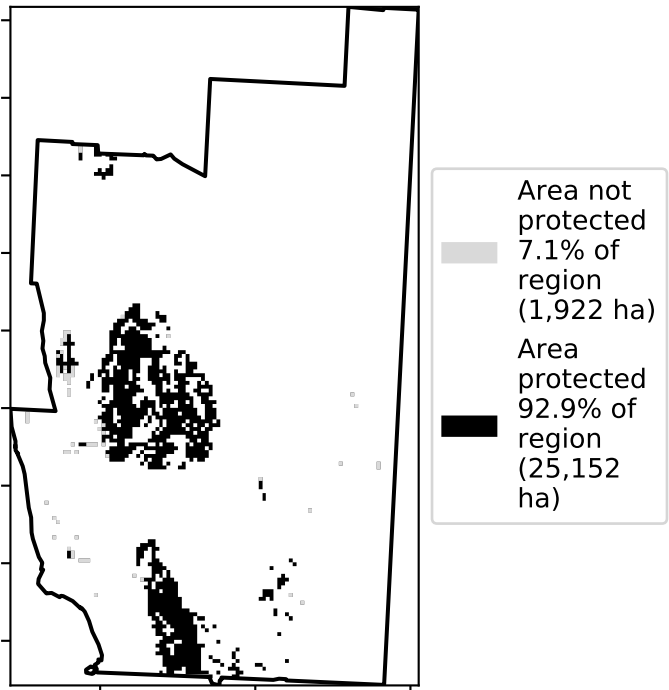 Area not
protected
7.1% of
region
(1,922 ha)
Area
protected
92.9% of
region
(25,152
ha)